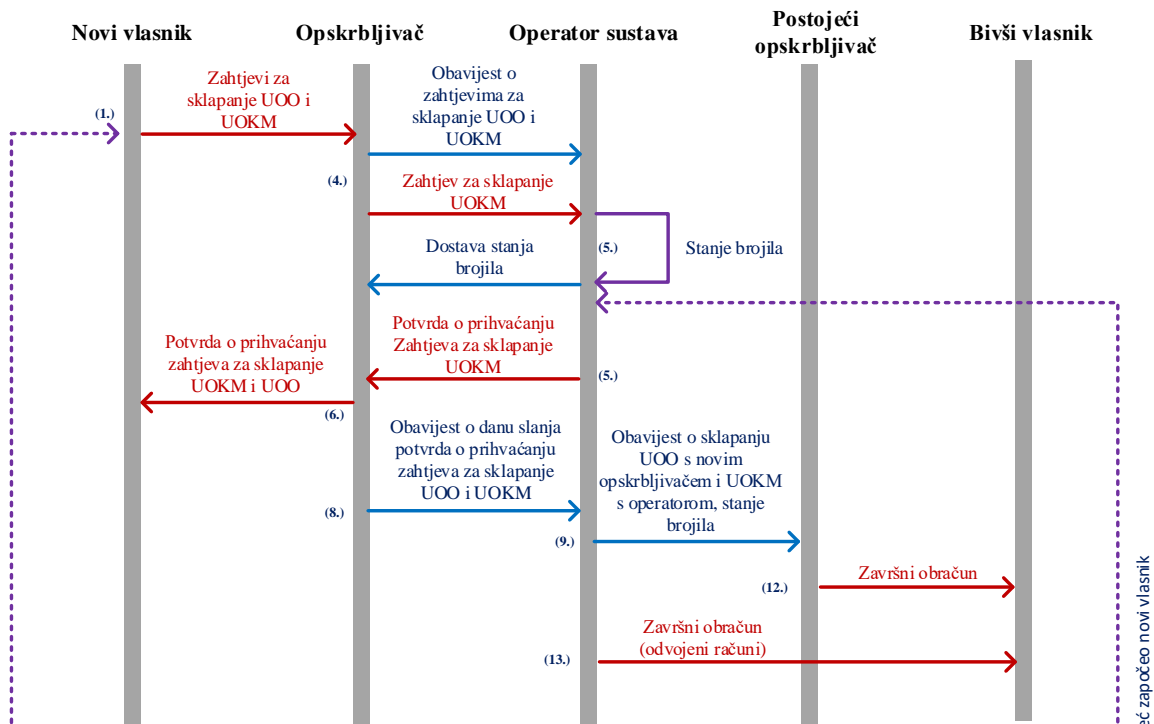 Novi vlasnik
Opskrbljivač
Operator sustava
Postojeći
opskrbljivač
Bivši vlasnik
(1.)
Zahtjevi za
sklapanje UOO i
UOKM
Obavijest o
zahtjevima za
sklapanje UOO i
UOKM
(4.)
Zahtjev za sklapanje
UOKM
(5.)
Stanje brojila
Dostava stanja
brojila
Potvrda o prihvaćanju
Zahtjeva za sklapanje
UOKM
(5.)
Potvrda o prihvaćanju
zahtjeva za sklapanje
UOKM i UOO
(6.)
Obavijest o danu slanja
potvrda o prihvaćanju
zahtjeva za sklapanje
UOO i UOKM
(8.)
Obavijest o sklapanju
UOO s novim
opskrbljivačem i UOKM
s operatorom, stanje
brojila
(9.)
(12.)
Završni obračun
Završni obračun
(odvojeni računi)
(13.)
eć započeo novi vlasnik